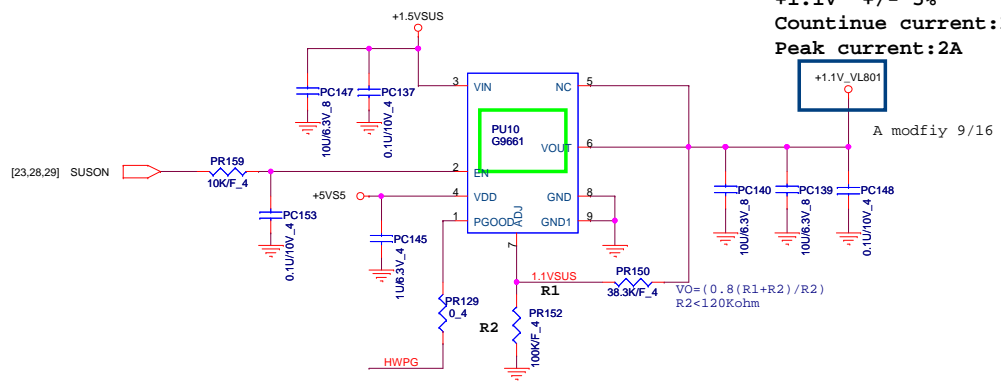 +1.1V +/- 5%
Countinue current:
Peak current:2A
+1.5VSUS
+1.1V_VL801
A modfiy 9/16
PC147
10U/6.3V_8
PC137
0.1U/10V_4
3
VIN
NC
5
PU10
G9661
VOUT
6
[23,28,29] SUSON
PR159
10K/F_4
2
EN
+5VS5
4
VDD
GND
8
1
PGOOD
ADJ
GND1
9
7
PC153
0.1U/10V_4
PC145
1U/6.3V_4
PC140
10U/6.3V_8
PC139
10U/6.3V_8
PC148
0.1U/10V_4
1.1VSUS
R1
PR150
38.3K/F_4
VO=(0.8(R1+R2)/R2)
R2<120Kohm
PR129
0_4
R2
PR152
100K/F_4
HWPG